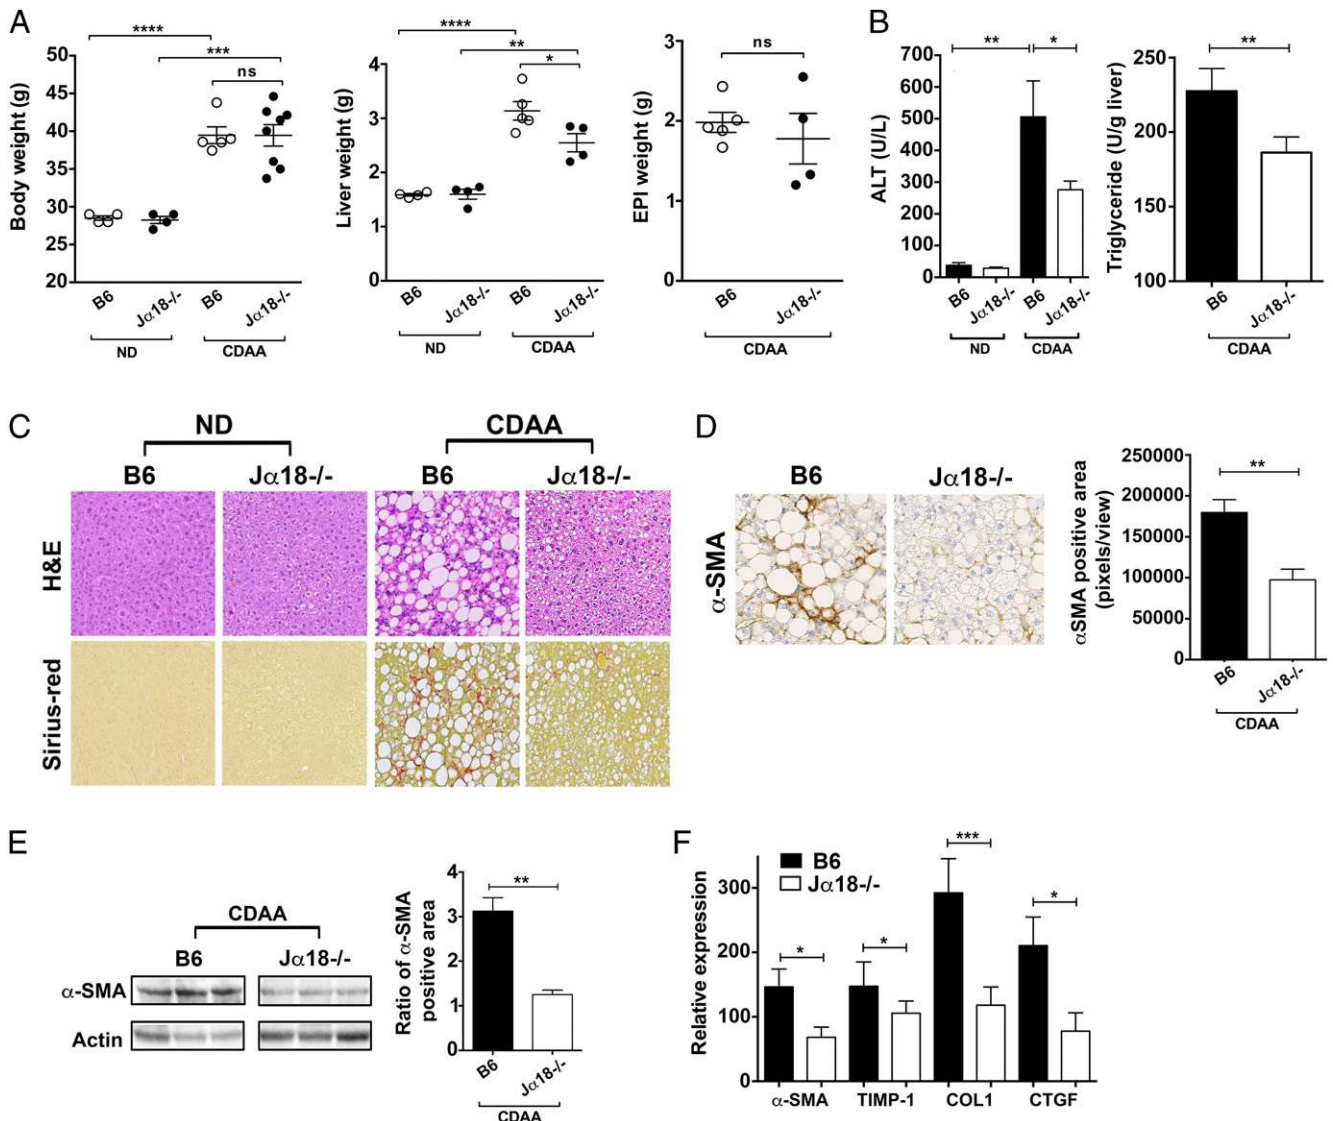 A
Body weight (g)
50
45
40
35
30
25
20
****
***
ns
B6
Jα18-/-
B6
Jα18-/-
ND
CDAA
Liver weight (g)
4
3
2
1
0
****
**
*
B6
Jα18-/-
B6
Jα18-/-
ND
CDAA
EPI weight (g)
3
2
1
0
ns
B6
Jα18-/-
CDAA
B
ALT (U/L)
700
600
500
400
300
200
100
0
**
*
B6
Jα18-/-
B6
Jα18-/-
ND
CDAA
Triglyceride (U/g liver)
250
200
250
100
**
B6
Jα18-/-
CDAA
C
ND
CDAA
B6
Jα18-/-
B6
Jα18-/-
H&E
Sirius-red
D
B6
Jα18-/-
α-SMA
αSMA positive area
(pixels/view)
250000
200000
150000
100000
50000
0
**
B6
Jα18-/-
CDAA
E
CDAA
B6
Jα18-/-
α-SMA
Actin
Ratio of α-SMA
positive area
4
3
2
1
0
**
B6
Jα18-/-
CDAA
F
Relative expression
300
200
100
0
B6
Jα18-/-
*
*
***
*
α-SMA
TIMP-1
COL1
CTGF